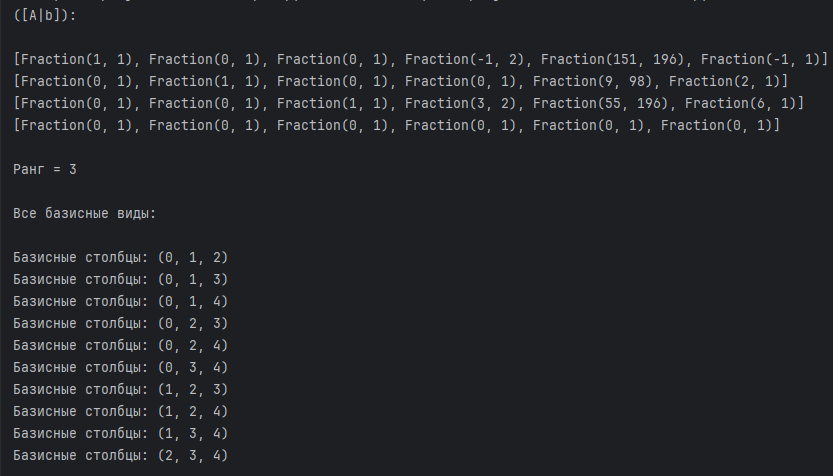 ([A|b]):
[Fraction(1, 1), Fraction(0, 1), Fraction(0, 1), Fraction(-1, 2), Fraction(151, 196), Fraction(-1, 1)]
[Fraction(0, 1), Fraction(1, 1), Fraction(0, 1), Fraction(0, 1), Fraction(9, 98), Fraction(2, 1)]
[Fraction(0, 1), Fraction(0, 1), Fraction(1, 1), Fraction(3, 2), Fraction(55, 196), Fraction(6, 1)]
[Fraction(0, 1), Fraction(0, 1), Fraction(0, 1), Fraction(0, 1), Fraction(0, 1), Fraction(0, 1)]
Ранг = 3
Все базисные виды:
Базисные столбцы: (0, 1, 2)
Базисные столбцы: (0, 1, 3)
Базисные столбцы: (0, 1, 4)
Базисные столбцы: (0, 2, 3)
Базисные столбцы: (0, 2, 4)
Базисные столбцы: (0, 3, 4)
Базисные столбцы: (1, 2, 3)
Базисные столбцы: (1, 2, 4)
Базисные столбцы: (1, 3, 4)
Базисные столбцы: (2, 3, 4)